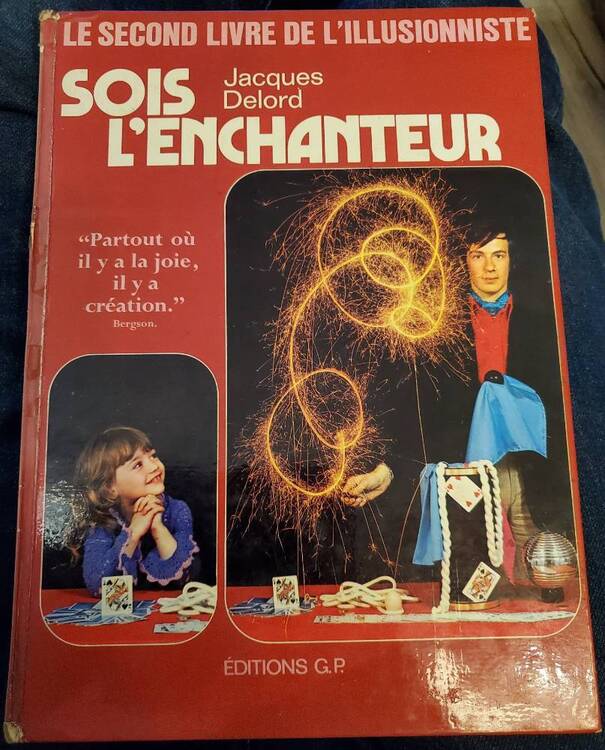 LE SECOND LIVRE DE L'ILLUSIONNISTE
Jacques
Delord
SOIS
L'ENCHANTEUR
“Partout où
il y a la joie,
il y a
création.”
Bergson.
ÉDITIONS G.P.